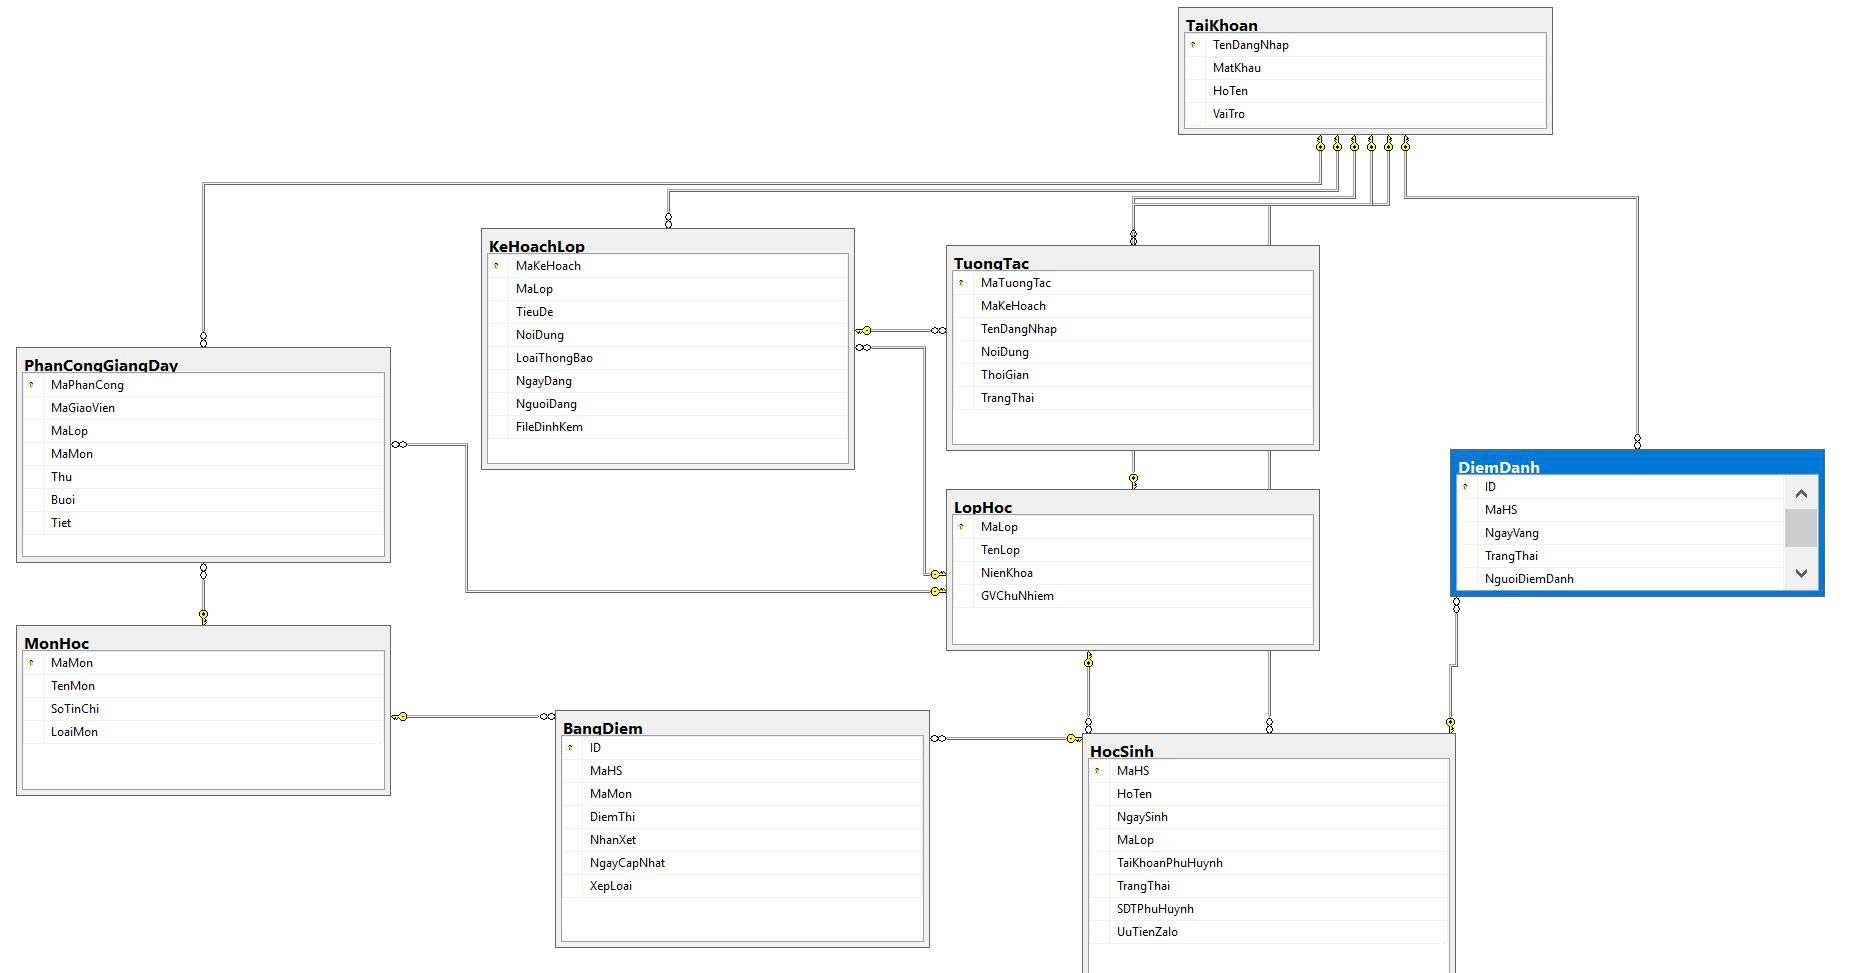 TaiKhoan
TenDangNhap
MatKhau
HoTen
VaiTro
KeHoachLop
MaKeHoach
MaLop
TieuDe
NoiDung
LoaiThongBao
NgayDang
NguoiDang
FileDinhKem
TuongTac
MaTuongTac
MaKeHoach
TenDangNhap
NoiDung
ThoiGian
TrangThai
PhanCongGiangDay
MaPhanCong
MaGiaoVien
MaLop
MaMon
Thu
Buoi
Tiet
DiemDanh
ID
MaHS
NgayVang
TrangThai
NguoiDiemDanh
LopHoc
MaLop
TenLop
NienKhoa
GVChuNhiem
MonHoc
MaMon
TenMon
SoTinChi
LoaiMon
BangDiem
ID
MaHS
MaMon
DiemThi
NhanXet
NgayCapNhat
XepLoai
HocSinh
MaHS
HoTen
NgaySinh
MaLop
TaiKhoanPhuHuynh
TrangThai
SDTPhuHuynh
UuTienZalo